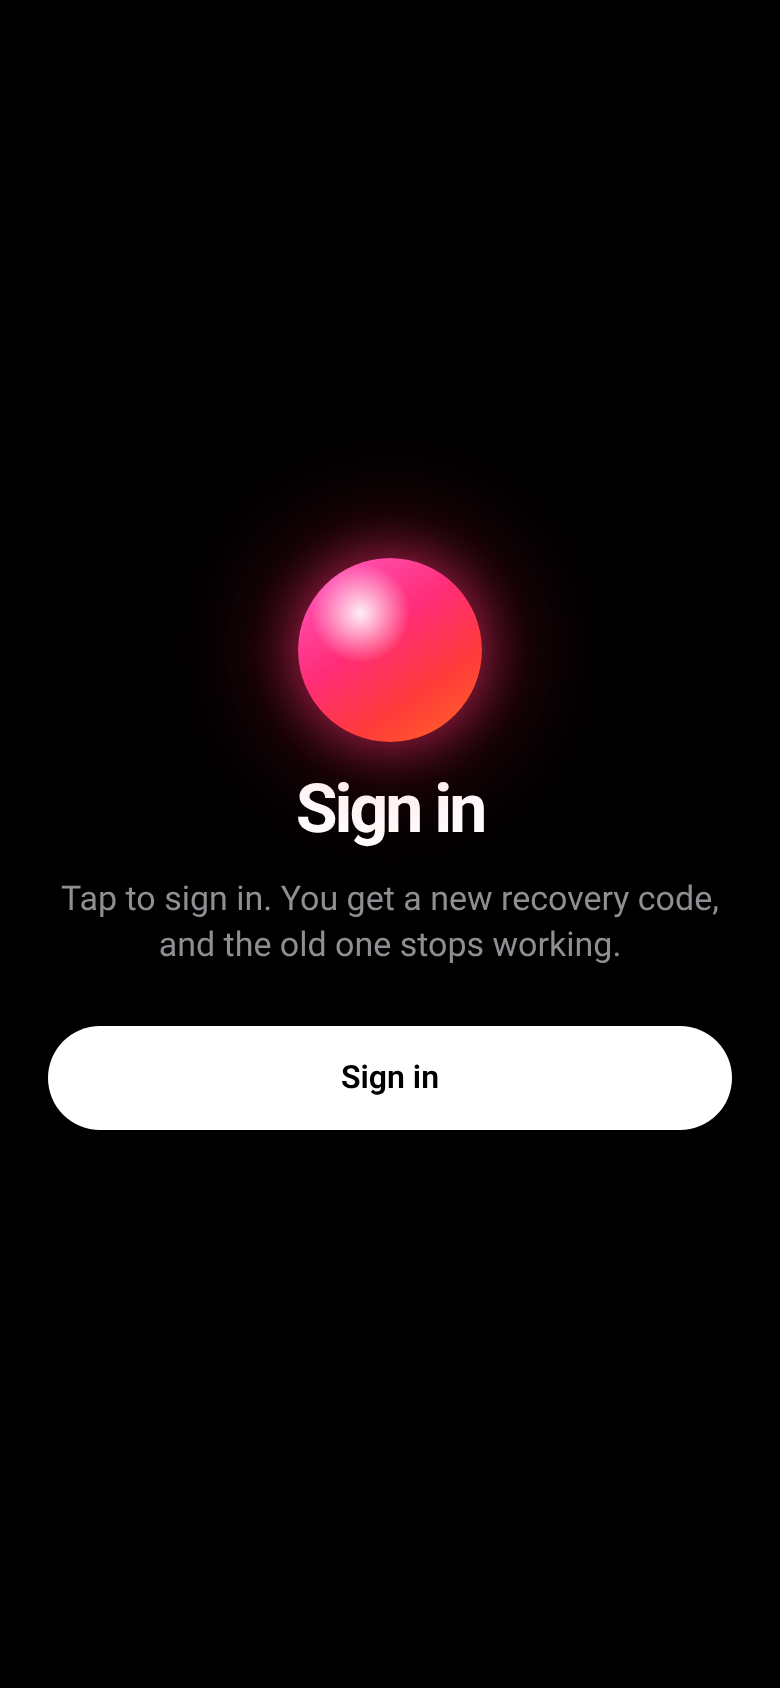 Sign in
Tap to sign in. You get a new recovery code,
and the old one stops working.
Sign in